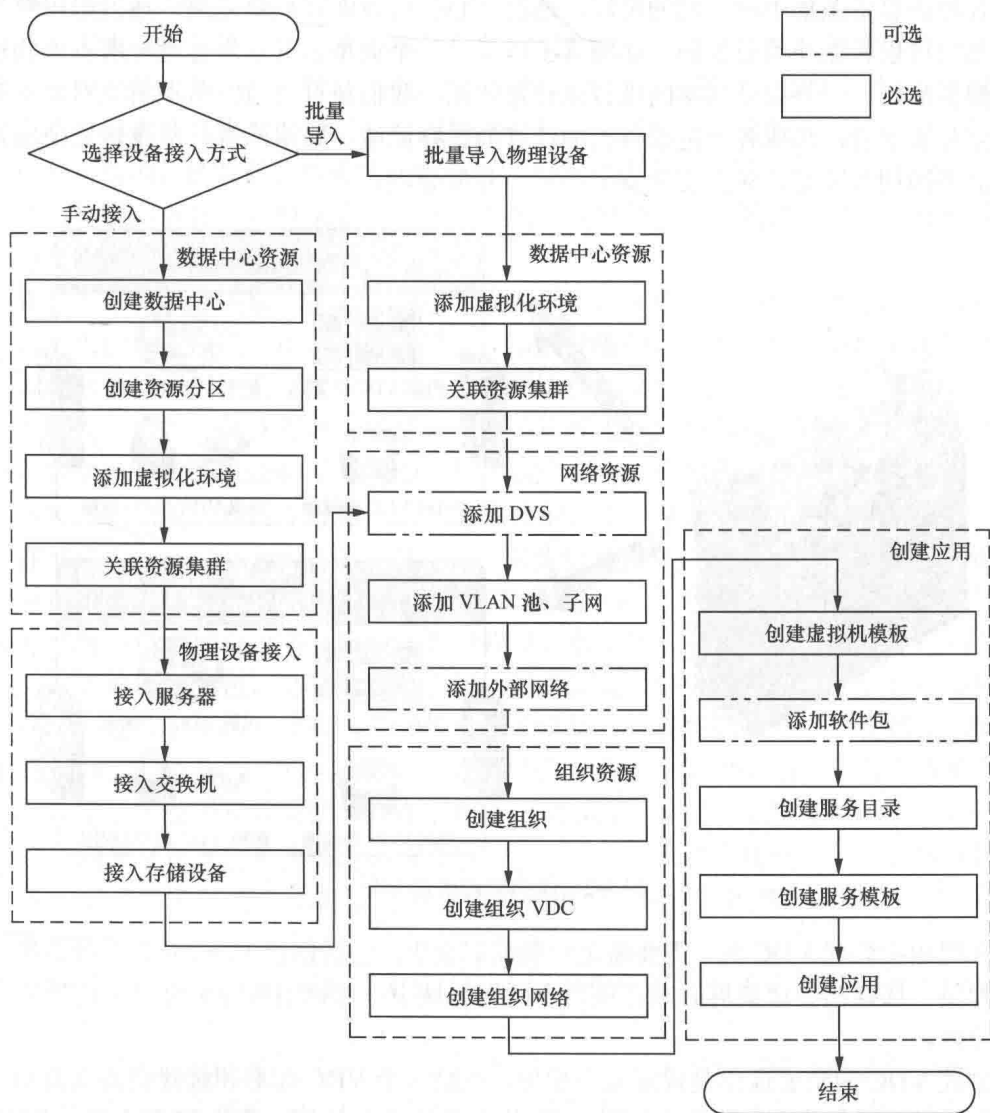 开始
可选
必选
选择设备接入方式
批量
导入
批量导入物理设备
手动接入
数据中心资源
创建数据中心
创建资源分区
添加虚拟化环境
关联资源集群
物理设备接入
接入服务器
接入交换机
接入存储设备
数据中心资源
添加虚拟化环境
关联资源集群
网络资源
添加 DVS
添加 VLAN 池、子网
添加外部网络
组织资源
创建组织
创建组织 VDC
创建组织网络
创建应用
创建虚拟机模板
添加软件包
创建服务目录
创建服务模板
创建应用
结束